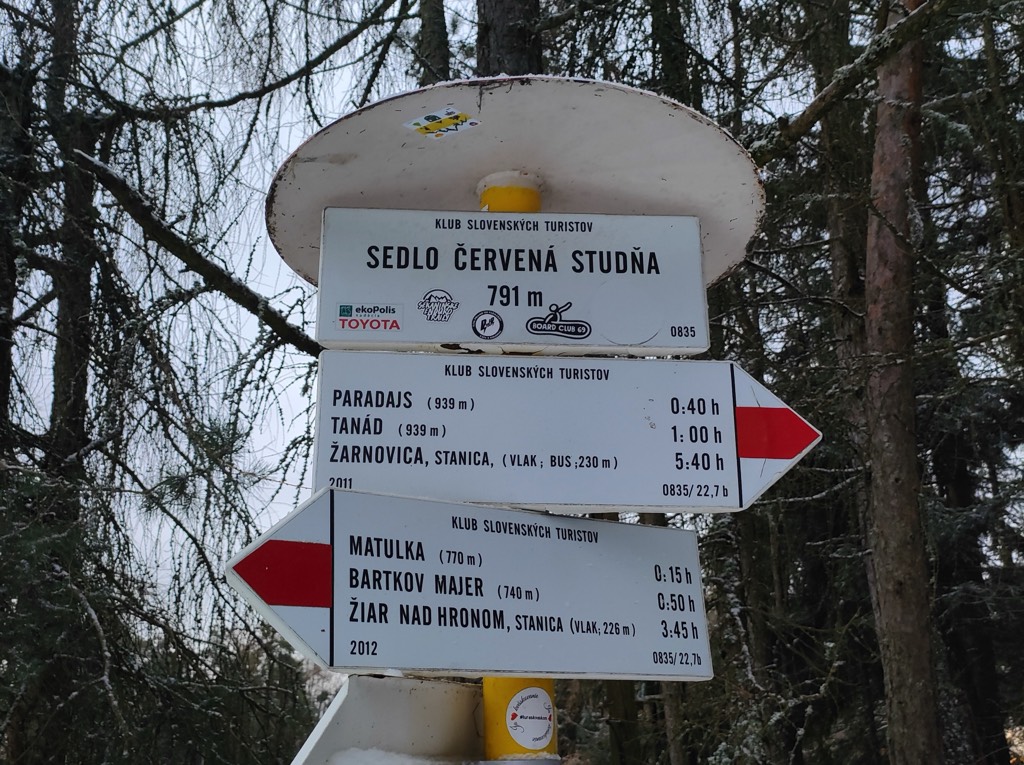 KLUB SLOVENSKÝCH TURISTOV
SEDLO ČERVENÁ STUDŇA
791 m
ekoPolis
TOYOTA
BOARD CLUB 69
0835
KLUB SLOVENSKÝCH TURISTOV
PARADAJS (939 m) 0:40 h
TANÁD (939 m) 1:00 h
ŽARNOVICA, STANICA, (VLAK; BUS;230 m) 5:40 h
2011 0835/22,7 b
KLUB SLOVENSKÝCH TURISTOV
MATULKA (770 m) 0:15 h
BARTKOV MAJER (740 m) 0:50 h
ŽIAR NAD HRONOM, STANICA (VLAK; 226 m) 3:45 h
2012 0835/22,7b